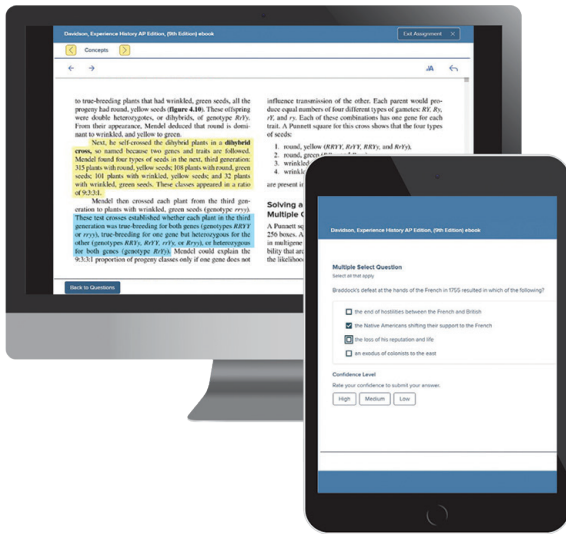 Davidson, Experience History AP Edition, (9th Edition) ebook
Exit Assignment X
Concepts
to true-breeding plants that had wrinkled, green seeds, all the
progeny had round, yellow seeds (figure 4.10). These offspring
were double heterozygotes, or dihybrids, of genotype RrYy.
From their appearance, Mendel deduced that round is domi-
nant to wrinkled, and yellow to green.
Next, he self-crossed the dihybrid plants in a dihybrid
cross, so named because two genes and traits are followed.
Mendel found four types of seeds in the next, third generation:
315 plants with round, yellow seeds; 108 plants with round, green
seeds; 101 plants with wrinkled, yellow seeds; and 32 plants
with wrinkled, green seeds. These classes appeared in a ratio
of 9:3:3:1.
Mendel then crossed each plant from the third gen-
eration to plants with wrinkled, green seeds (genotype rryy).
These test crosses established whether each plant in the third
generation was true-breeding for both genes (genotypes RRYY
or rryy), true-breeding for one gene but heterozygous for the
other (genotypes RRYy, RrYY, rrYy, or Rryy), or heterozygous
for both genes (genotype RrYy). Mendel could explain the
9:3:3:1 proportion of progeny classes only if one gene does not
influence transmission of the other. Each parent would pro-
duce equal numbers of four different types of gametes: RY, Ry,
rY, and ry. Each of these combinations has one gene for each
trait. A Punnett square for this cross shows that the four types
of seeds:
1. round, yellow (RRYY, RrYY, RRYy, and RrYy),
2. round, green
3. wrinkled
4. wrinkle
are present i
Solving a
Multiple
A Punnett sq
256 boxes. A
in multigene
bility that are
the likelihoo
Back to Questions
Davidson, Experience History AP Edition, (9th Edition) ebook
Multiple Select Question
Select all that apply.
Braddock's defeat at the hands of the French in 1755 resulted in which of the following?
the end of hostilities between the French and British
the Native Americans shifting their support to the French
the loss of his reputation and life
an exodus of colonists to the east
Confidence Level
Rate your confidence to submit your answer.
High Medium Low